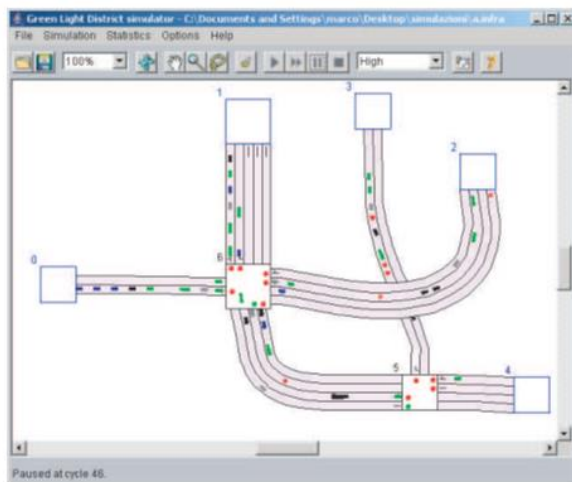 Green Light District simulator - C:\Documents and Settings\marco\Desktop\simulazioni\a.infra
File Simulation Statistics Options Help
100% High
1
3
2
0
6
5
4
Paused at cycle 46.